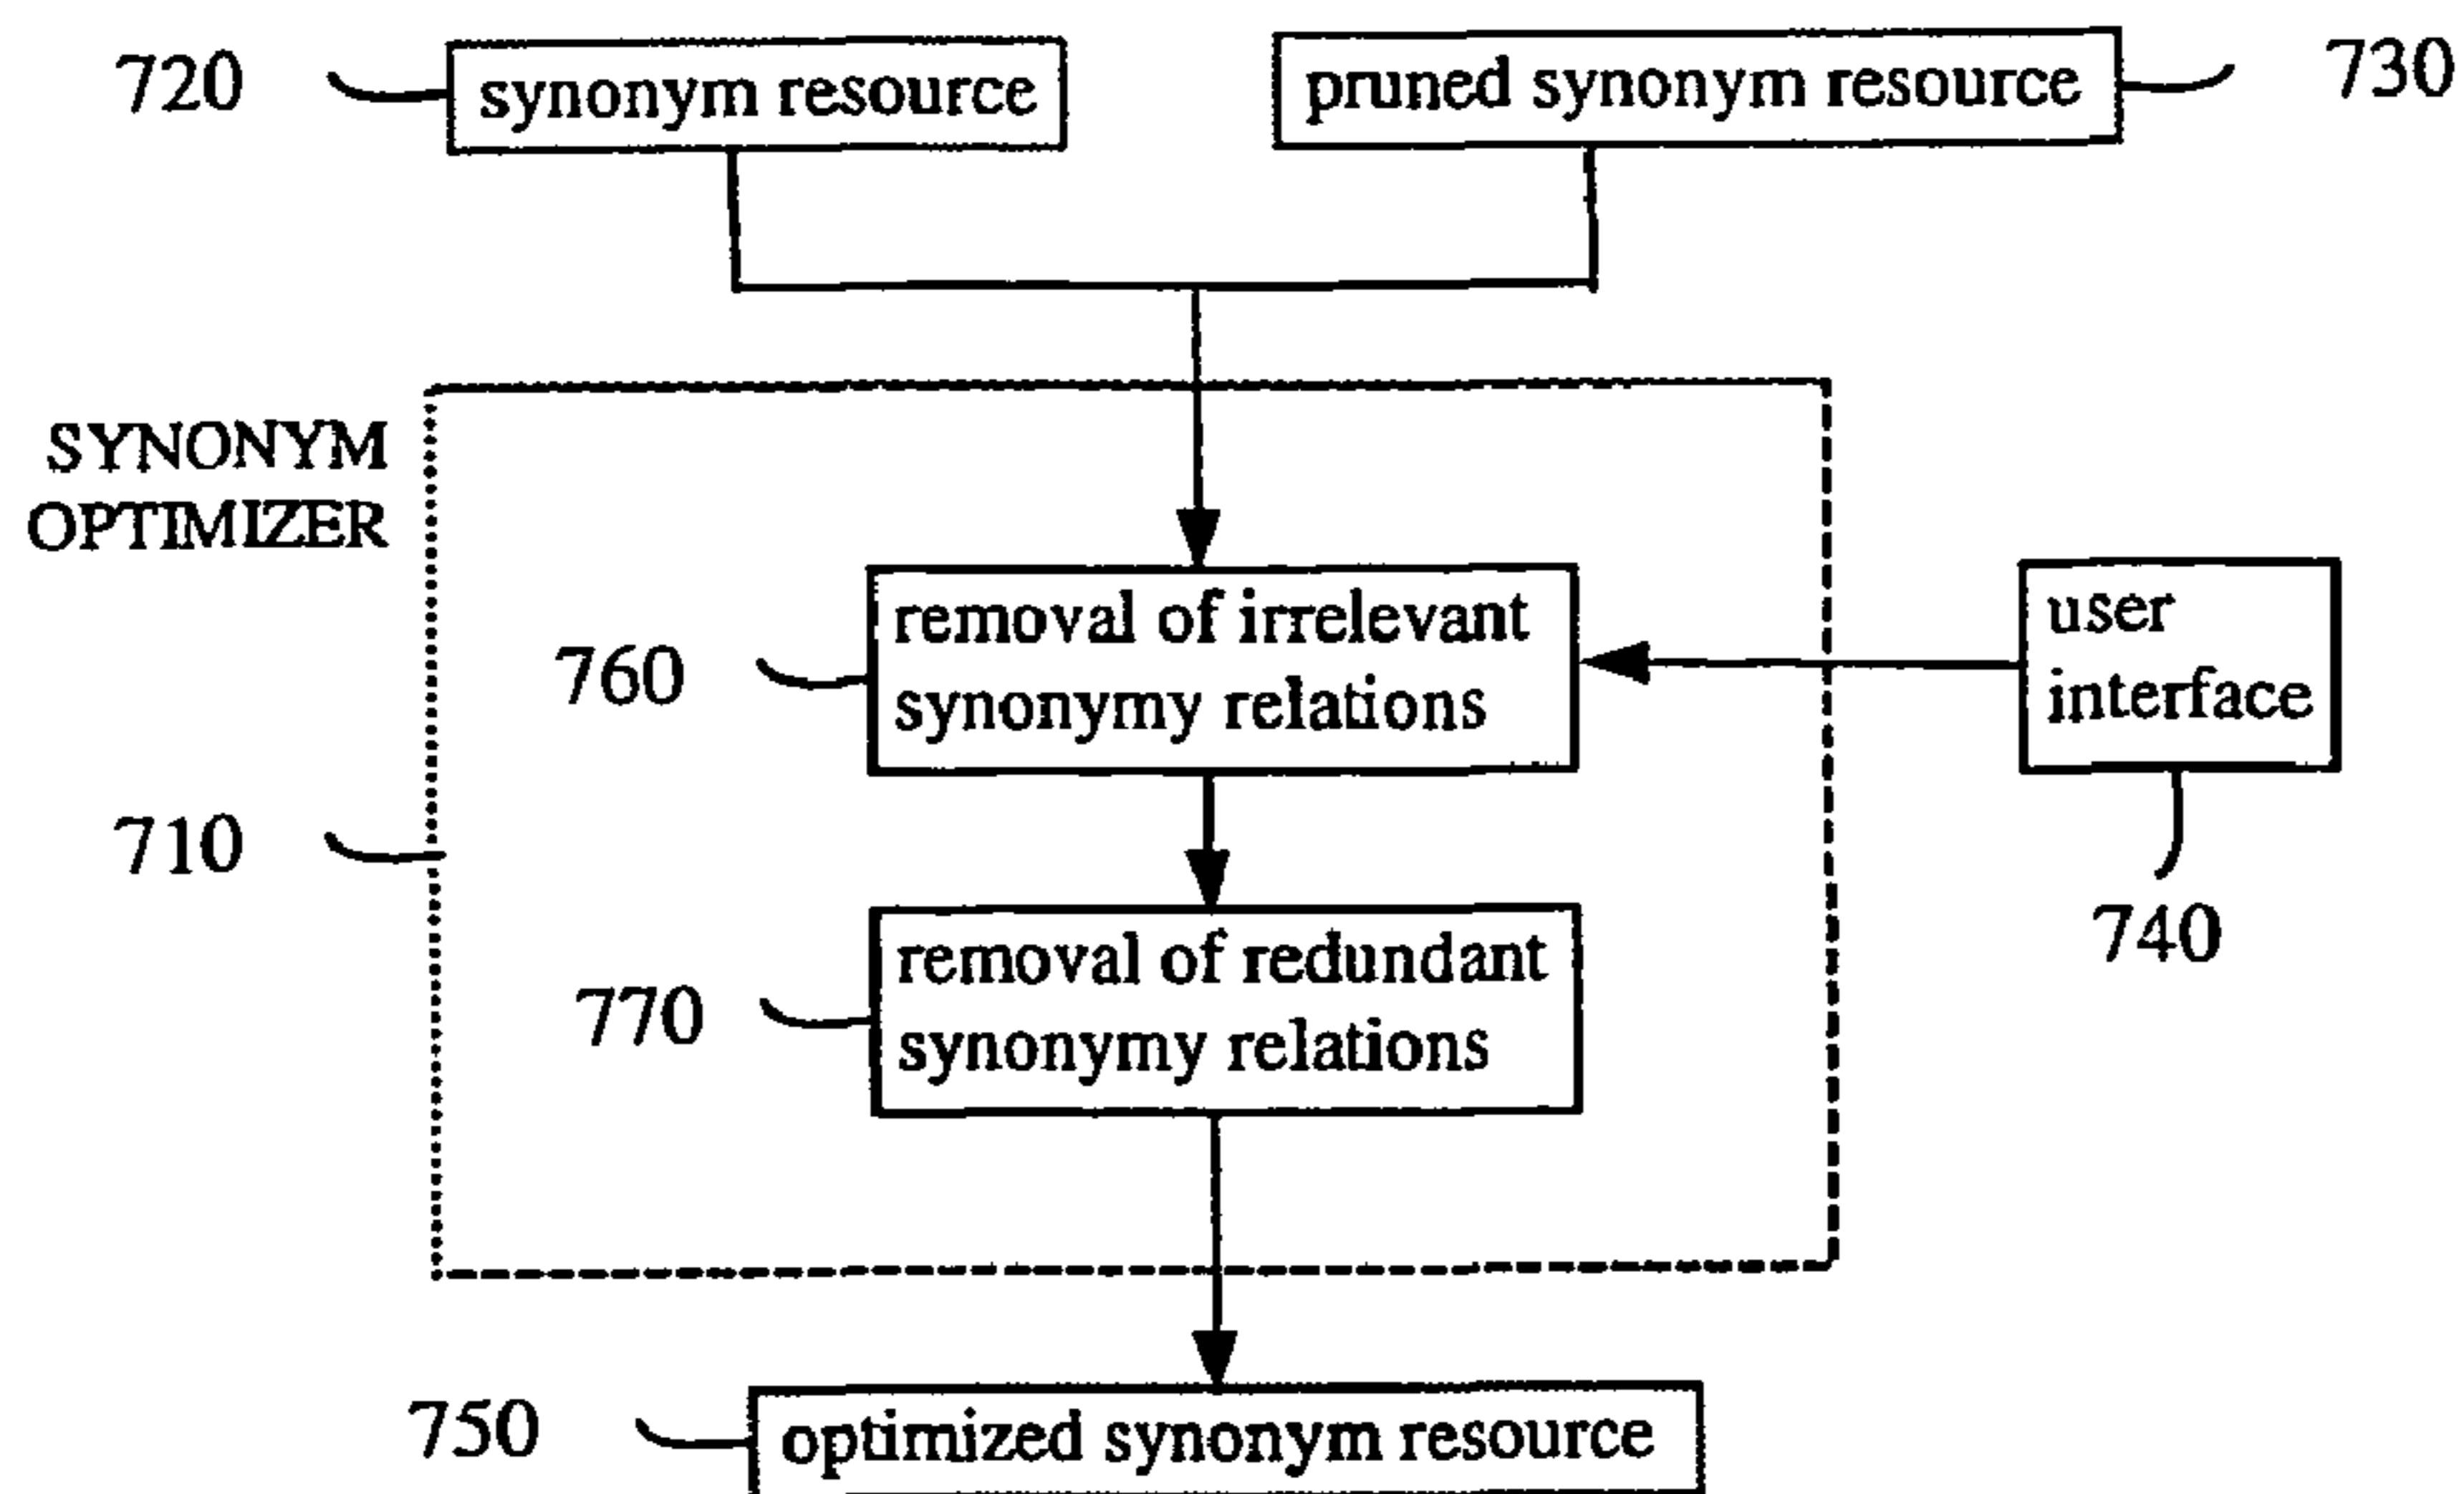 720
synonym resource
pruned synonym resource
730
SYNONYM
OPTIMIZER
removal of irrelevant
synonymy relations
760
user
interface
710
740
removal of redundant
synonymy relations
770
750
optimized synonym resource